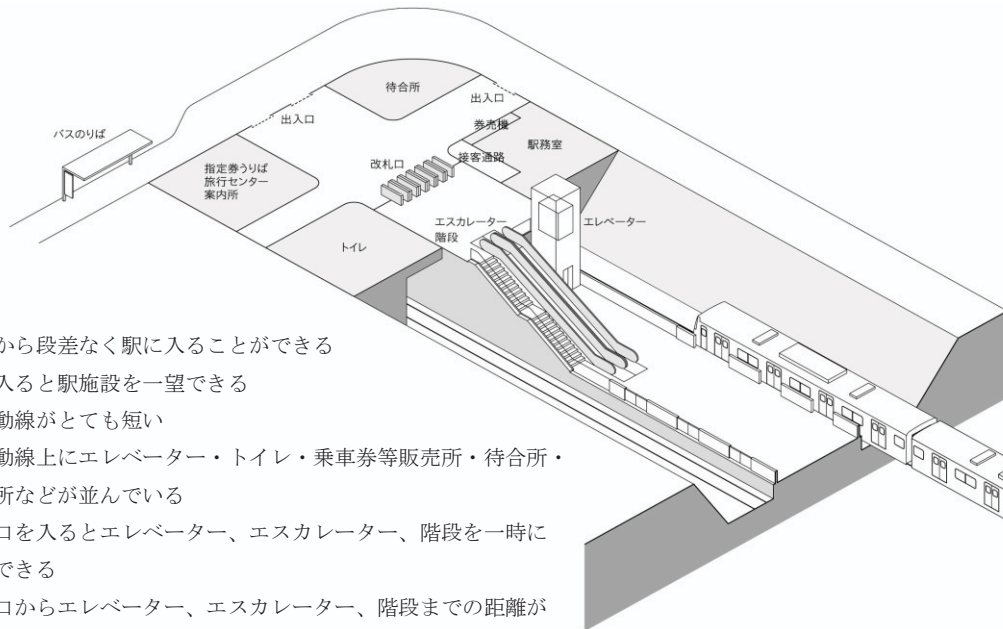 待合所
出入口
出入口
バスのりば
券売機
駅務室
改札口
接客通路
指定券うりば
旅行センター
案内所
エスカレーター
階段
エレベーター
トイレ
から段差なく駅に入ることができる
入ると駅施設を一望できる
動線がとても短い
動線上にエレベーター・トイレ・乗車券等販売所・待合所・
所などが並んでいる
口を入るとエレベーター、エスカレーター、階段を一時に
できる
口からエレベーター、エスカレーター、階段までの距離が